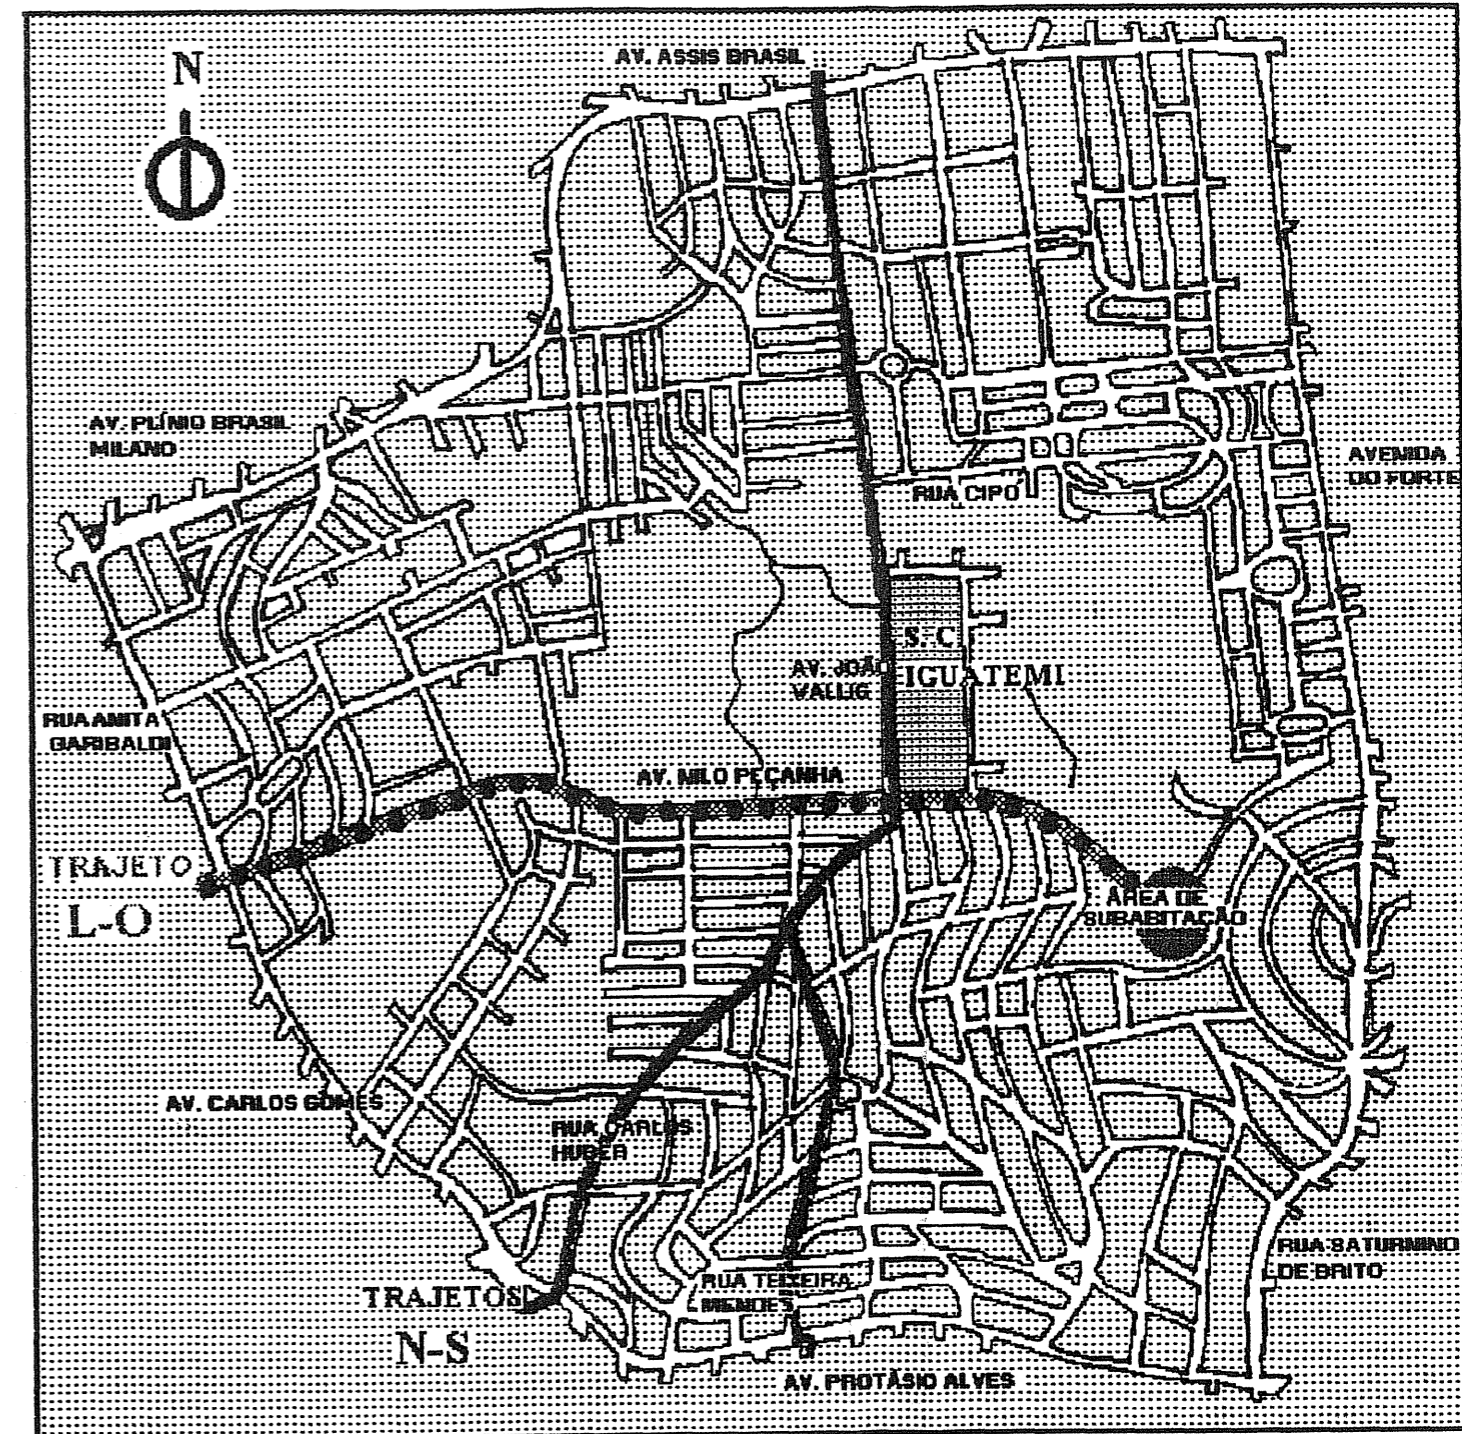 N
AV. ASSIS BRASIL
AV. PLÍNIO BRASIL
MILANO
AVENIDA
DO FORTE
RUA CIPÓ
S. C.
IGUATEMI
AV. JOÃO
WALLIG
RUA ANITA
GARIBALDI
AV. NILO PEÇANHA
TRAJETO
L-O
ÁREA DE
SUBABITAÇÃO
AV. CARLOS GOMES
RUA CARLOS
HUBER
RUA SATURNINO
DE BRITO
TRAJETOS
N-S
RUA TEIXEIRA
MENDES
AV. PROTÁSIO ALVES